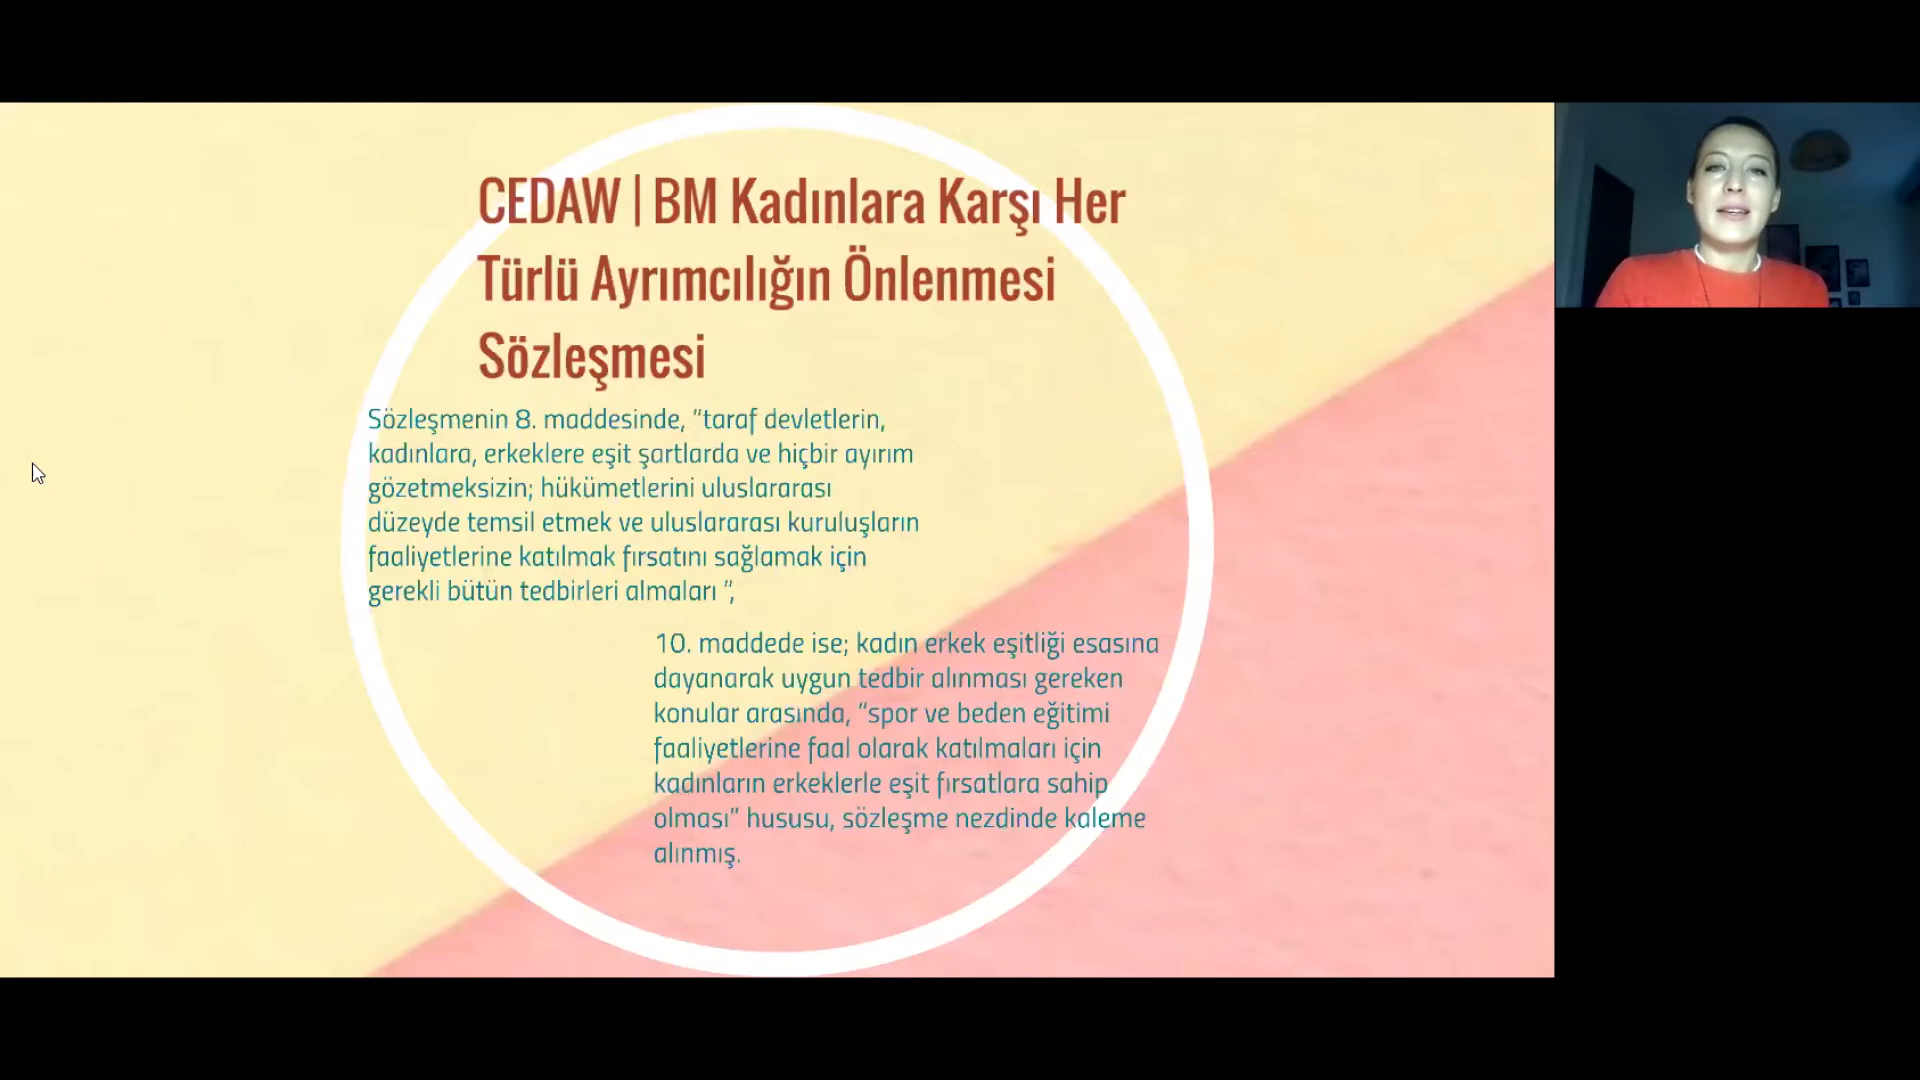 CEDAW | BM Kadınlara Karşı Her
Türlü Ayrımcılığın Önlenmesi
Sözleşmesi
Sözleşmenin 8. maddesinde, “taraf devletlerin,
kadınlara, erkeklere eşit şartlarda ve hiçbir ayırım
gözetmeksizin; hükümetlerini uluslararası
düzeyde temsil etmek ve uluslararası kuruluşların
faaliyetlerine katılmak fırsatını sağlamak için
gerekli bütün tedbirleri almaları ”,
10. maddede ise; kadın erkek eşitliği esasına
dayanarak uygun tedbir alınması gereken
konular arasında, “spor ve beden eğitimi
faaliyetlerine faal olarak katılmaları için
kadınların erkeklerle eşit fırsatlara sahip
olması” hususu, sözleşme nezdinde kaleme
alınmış.